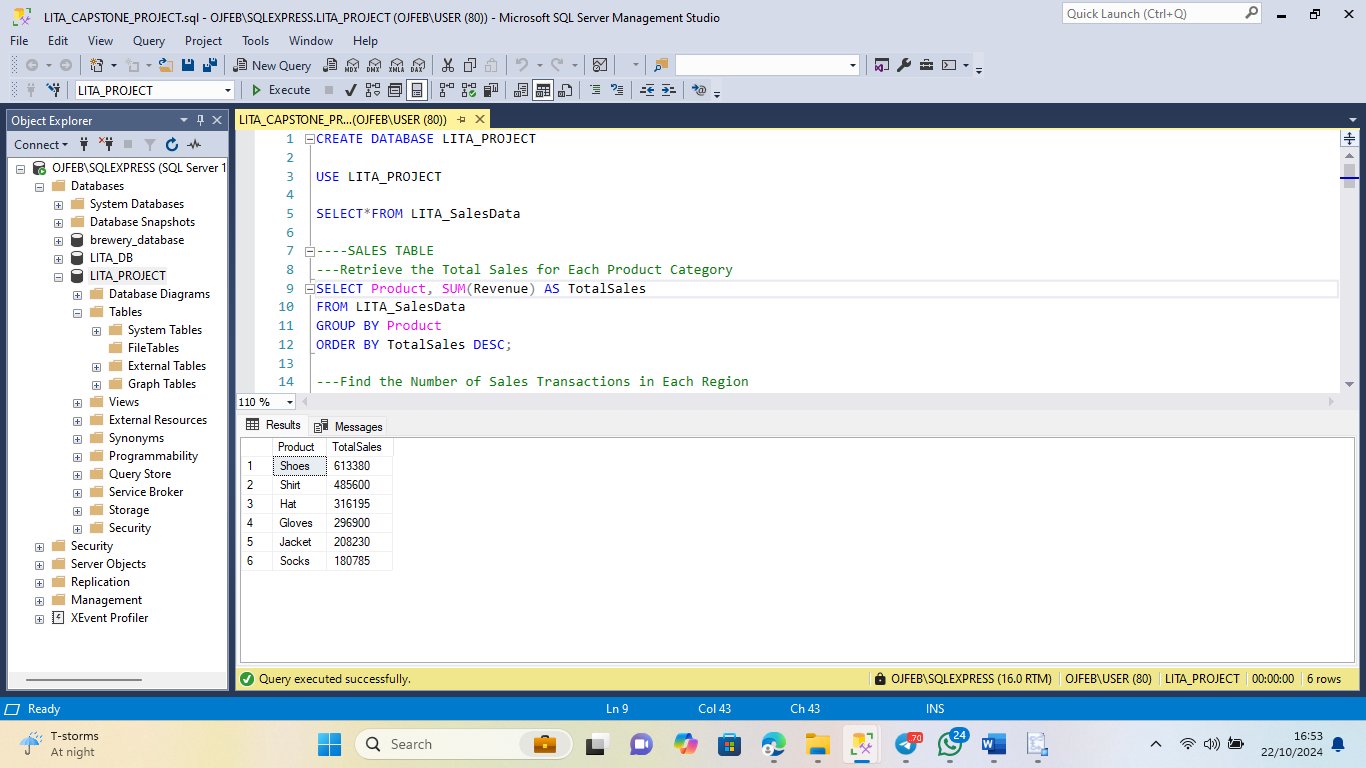 LITA_CAPSTONE_PROJECT.sql - OJFEB\SQLEXPRESS.LITA_PROJECT (OJFEB\USER (80)) - Microsoft SQL Server Management Studio
Quick Launch (Ctrl+Q)
File Edit View Query Project Tools Window Help
New Query MDX DMX XMLA DAX
LITA_PROJECT Execute
Object Explorer
Connect
OJFEB\SQLEXPRESS (SQL Server 1
Databases
System Databases
Database Snapshots
brewery_database
LITA_DB
LITA_PROJECT
Database Diagrams
Tables
System Tables
FileTables
External Tables
Graph Tables
Views
External Resources
Synonyms
Programmability
Query Store
Service Broker
Storage
Security
Security
Server Objects
Replication
Management
XEvent Profiler
LITA_CAPSTONE_PR...(OJFEB\USER (80))
1 CREATE DATABASE LITA_PROJECT
2
3 USE LITA_PROJECT
4
5 SELECT*FROM LITA_SalesData
6
7 ----SALES TABLE
8 ---Retrieve the Total Sales for Each Product Category
9 SELECT Product, SUM(Revenue) AS TotalSales
10 FROM LITA_SalesData
11 GROUP BY Product
12 ORDER BY TotalSales DESC;
13
14 ---Find the Number of Sales Transactions in Each Region
110 %
Results Messages
Product TotalSales
1 Shoes 613380
2 Shirt 485600
3 Hat 316195
4 Gloves 296900
5 Jacket 208230
6 Socks 180785
Query executed successfully. OJFEB\SQLEXPRESS (16.0 RTM) OJFEB\USER (80) LITA_PROJECT 00:00:00 6 rows
Ready Ln 9 Col 43 Ch 43 INS
T-storms
At night
Search
70
24
16:53
22/10/2024